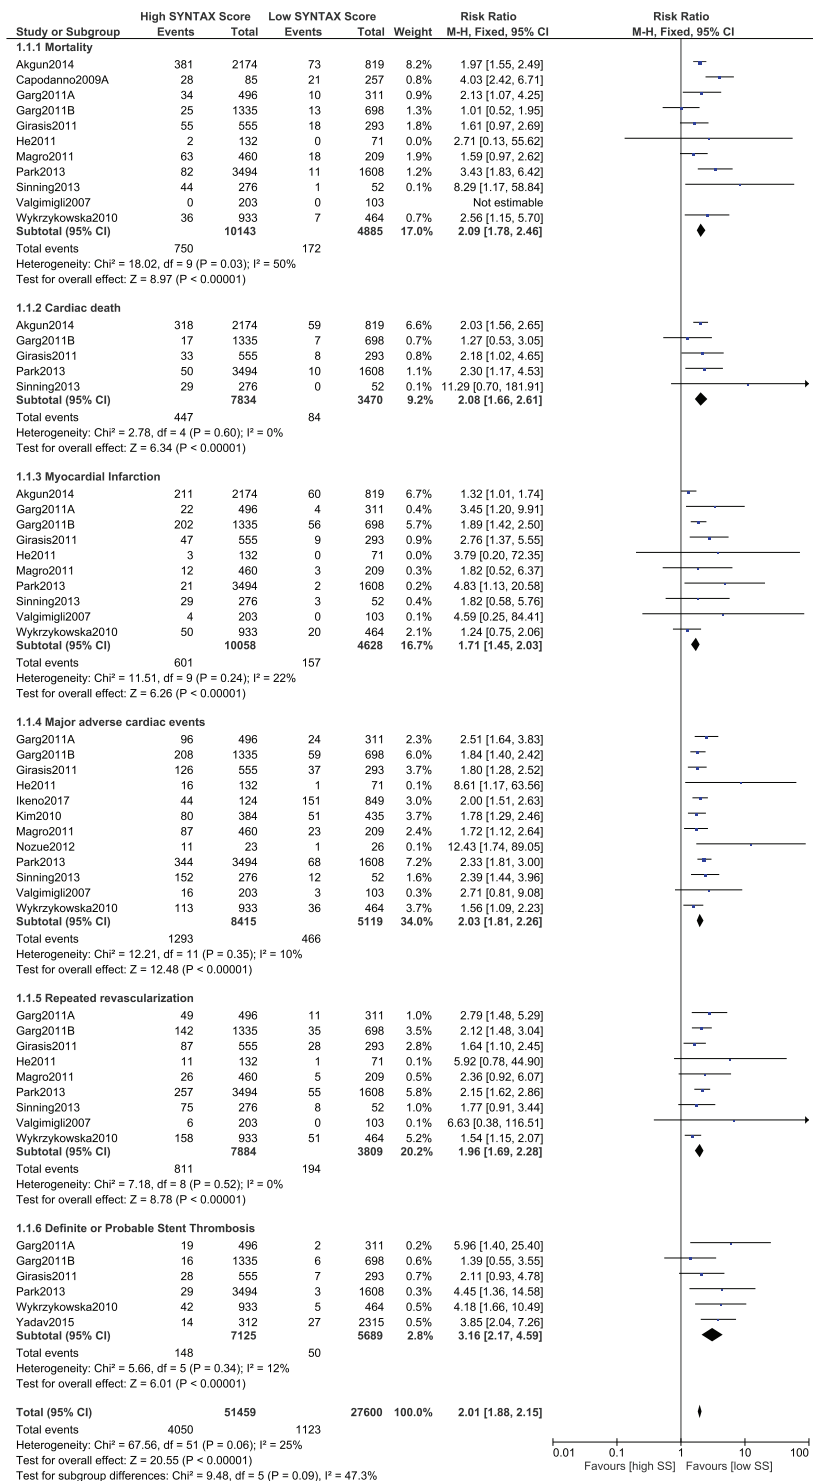 High SYNTAX Score Low SYNTAX Score Risk Ratio Risk Ratio
Study or Subgroup Events Total Events Total Weight M-H, Fixed, 95% CI M-H, Fixed, 95% CI
1.1.1 Mortality
Akgun2014 381 2174 73 819 8.2% 1.97 [1.55, 2.49]
Capodanno2009A 28 85 21 257 0.8% 4.03 [2.42, 6.71]
Garg2011A 34 496 10 311 0.9% 2.13 [1.07, 4.25]
Garg2011B 25 1335 13 698 1.3% 1.01 [0.52, 1.95]
Girasis2011 55 555 18 293 1.8% 1.61 [0.97, 2.69]
He2011 2 132 0 71 0.0% 2.71 [0.13, 55.62]
Magro2011 63 460 18 209 1.9% 1.59 [0.97, 2.62]
Park2013 82 3494 11 1608 1.2% 3.43 [1.83, 6.42]
Sinning2013 44 276 1 52 0.1% 8.29 [1.17, 58.84]
Valgimigli2007 0 203 0 103 Not estimable
Wykrzykowska2010 36 933 7 464 0.7% 2.56 [1.15, 5.70]
Subtotal (95% CI) 10143 4885 17.0% 2.09 [1.78, 2.46]
Total events 750 172
Heterogeneity: Chi² = 18.02, df = 9 (P = 0.03); I² = 50%
Test for overall effect: Z = 8.97 (P < 0.00001)
1.1.2 Cardiac death
Akgun2014 318 2174 59 819 6.6% 2.03 [1.56, 2.65]
Garg2011B 17 1335 7 698 0.7% 1.27 [0.53, 3.05]
Girasis2011 33 555 8 293 0.8% 2.18 [1.02, 4.65]
Park2013 50 3494 10 1608 1.1% 2.30 [1.17, 4.53]
Sinning2013 29 276 0 52 0.1% 11.29 [0.70, 181.91]
Subtotal (95% CI) 7834 3470 9.2% 2.08 [1.66, 2.61]
Total events 447 84
Heterogeneity: Chi² = 2.78, df = 4 (P = 0.60); I² = 0%
Test for overall effect: Z = 6.34 (P < 0.00001)
1.1.3 Myocardial Infarction
Akgun2014 211 2174 60 819 6.7% 1.32 [1.01, 1.74]
Garg2011A 22 496 4 311 0.4% 3.45 [1.20, 9.91]
Garg2011B 202 1335 56 698 5.7% 1.89 [1.42, 2.50]
Girasis2011 47 555 9 293 0.9% 2.76 [1.37, 5.55]
He2011 3 132 0 71 0.0% 3.79 [0.20, 72.35]
Magro2011 12 460 3 209 0.3% 1.82 [0.52, 6.37]
Park2013 21 3494 2 1608 0.2% 4.83 [1.13, 20.58]
Sinning2013 29 276 3 52 0.4% 1.82 [0.58, 5.76]
Valgimigli2007 4 203 0 103 0.1% 4.59 [0.25, 84.41]
Wykrzykowska2010 50 933 20 464 2.1% 1.24 [0.75, 2.06]
Subtotal (95% CI) 10058 4628 16.7% 1.71 [1.45, 2.03]
Total events 601 157
Heterogeneity: Chi² = 11.51, df = 9 (P = 0.24); I² = 22%
Test for overall effect: Z = 6.26 (P < 0.00001)
1.1.4 Major adverse cardiac events
Garg2011A 96 496 24 311 2.3% 2.51 [1.64, 3.83]
Garg2011B 208 1335 59 698 6.0% 1.84 [1.40, 2.42]
Girasis2011 126 555 37 293 3.7% 1.80 [1.28, 2.52]
He2011 16 132 1 71 0.1% 8.61 [1.17, 63.56]
Ikeno2017 44 124 151 849 3.0% 2.00 [1.51, 2.63]
Kim2010 80 384 51 435 3.7% 1.78 [1.29, 2.46]
Magro2011 87 460 23 209 2.4% 1.72 [1.12, 2.64]
Nozue2012 11 23 1 26 0.1% 12.43 [1.74, 89.05]
Park2013 344 3494 68 1608 7.2% 2.33 [1.81, 3.00]
Sinning2013 152 276 12 52 1.6% 2.39 [1.44, 3.96]
Valgimigli2007 16 203 3 103 0.3% 2.71 [0.81, 9.08]
Wykrzykowska2010 113 933 36 464 3.7% 1.56 [1.09, 2.23]
Subtotal (95% CI) 8415 5119 34.0% 2.03 [1.81, 2.26]
Total events 1293 466
Heterogeneity: Chi² = 12.21, df = 11 (P = 0.35); I² = 10%
Test for overall effect: Z = 12.48 (P < 0.00001)
1.1.5 Repeated revascularization
Garg2011A 49 496 11 311 1.0% 2.79 [1.48, 5.29]
Garg2011B 142 1335 35 698 3.5% 2.12 [1.48, 3.04]
Girasis2011 87 555 28 293 2.8% 1.64 [1.10, 2.45]
He2011 11 132 1 71 0.1% 5.92 [0.78, 44.90]
Magro2011 26 460 5 209 0.5% 2.36 [0.92, 6.07]
Park2013 257 3494 55 1608 5.8% 2.15 [1.62, 2.86]
Sinning2013 75 276 8 52 1.0% 1.77 [0.91, 3.44]
Valgimigli2007 6 203 0 103 0.1% 6.63 [0.38, 116.51]
Wykrzykowska2010 158 933 51 464 5.2% 1.54 [1.15, 2.07]
Subtotal (95% CI) 7884 3809 20.2% 1.96 [1.69, 2.28]
Total events 811 194
Heterogeneity: Chi² = 7.18, df = 8 (P = 0.52); I² = 0%
Test for overall effect: Z = 8.78 (P < 0.00001)
1.1.6 Definite or Probable Stent Thrombosis
Garg2011A 19 496 2 311 0.2% 5.96 [1.40, 25.40]
Garg2011B 16 1335 6 698 0.6% 1.39 [0.55, 3.55]
Girasis2011 28 555 7 293 0.7% 2.11 [0.93, 4.78]
Park2013 29 3494 3 1608 0.3% 4.45 [1.36, 14.58]
Wykrzykowska2010 42 933 5 464 0.5% 4.18 [1.66, 10.49]
Yadav2015 14 312 27 2315 0.5% 3.85 [2.04, 7.26]
Subtotal (95% CI) 7125 5689 2.8% 3.16 [2.17, 4.59]
Total events 148 50
Heterogeneity: Chi² = 5.66, df = 5 (P = 0.34); I² = 12%
Test for overall effect: Z = 6.01 (P < 0.00001)
Total (95% CI) 51459 27600 100.0% 2.01 [1.88, 2.15]
Total events 4050 1123
Heterogeneity: Chi² = 67.56, df = 51 (P = 0.06); I² = 25%
Test for overall effect: Z = 20.55 (P < 0.00001)
Test for subgroup differences: Chi² = 9.48, df = 5 (P = 0.09), I² = 47.3%
0.01 0.1 1 10 100
Favours [high SS] Favours [low SS]